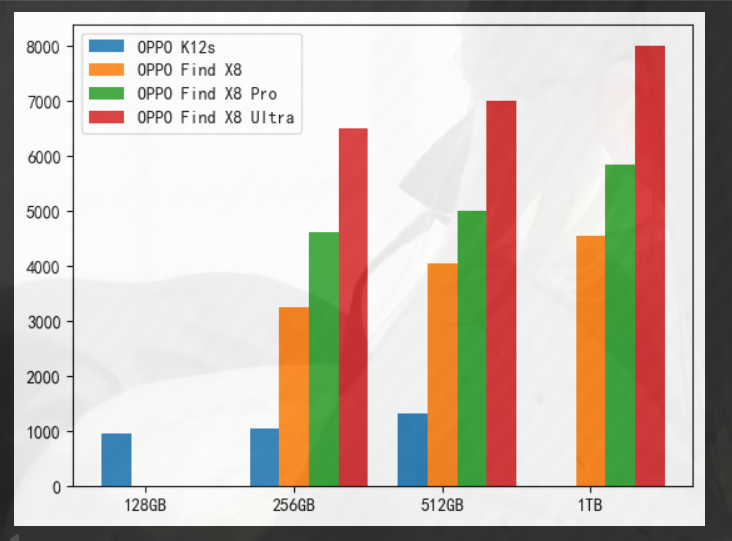 OPPO K12s
OPPO Find X8
OPPO Find X8 Pro
OPPO Find X8 Ultra
8000
7000
6000
5000
4000
3000
2000
1000
0
128GB 256GB 512GB 1TB